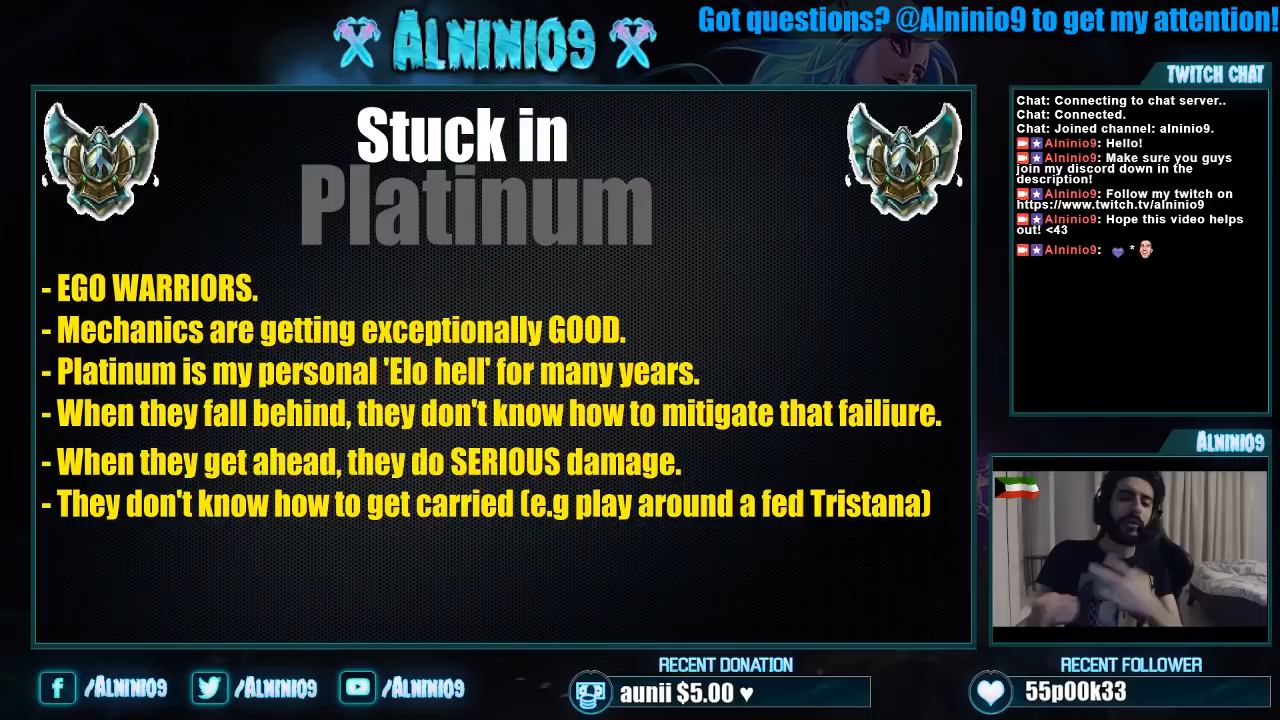 ALNINIO9
Got questions? @Alninio9 to get my attention!
Stuck in
Platinum
- EGO WARRIORS.
- Mechanics are getting exceptionally GOOD.
- Platinum is my personal 'Elo hell' for many years.
- When they fall behind, they don't know how to mitigate that failiure.
- When they get ahead, they do SERIOUS damage.
- They don't know how to get carried (e.g play around a fed Tristana)
TWITCH CHAT
Chat: Connecting to chat server..
Chat: Connected.
Chat: Joined channel: alninio9.
Alninio9: Hello!
Alninio9: Make sure you guys
join my discord down in the
description!
Alninio9: Follow my twitch on
https://www.twitch.tv/alninio9
Alninio9: Hope this video helps
out! <43
Alninio9: *
ALNINIO9
/ALNINIO9
/ALNINIO9
/ALNINIO9
RECENT DONATION
aunii $5.00 ♥
RECENT FOLLOWER
55p00k33